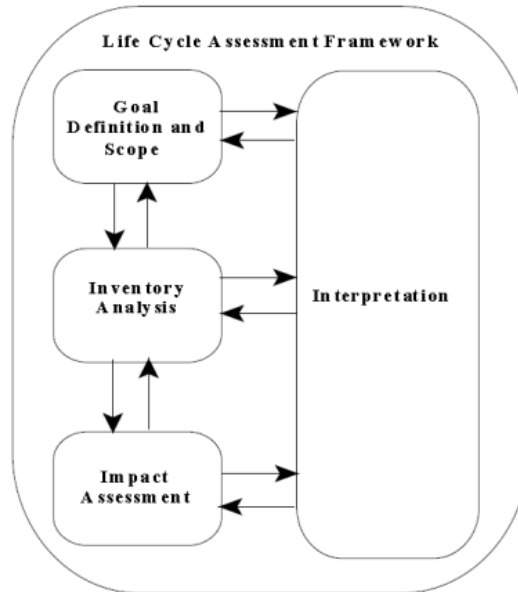 Life Cycle Assessment Framework
Goal
Definition and
Scope
Inventory
Analysis
Interpretation
Impact
Assessment